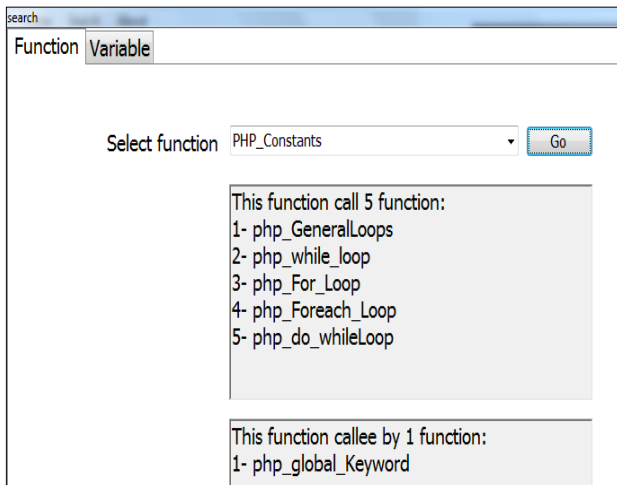 search
Function Variable
Select function PHP_Constants Go
This function call 5 function:
1- php_GeneralLoops
2- php_while_loop
3- php_For_Loop
4- php_Foreach_Loop
5- php_do_whileLoop
This function callee by 1 function:
1- php_global_Keyword